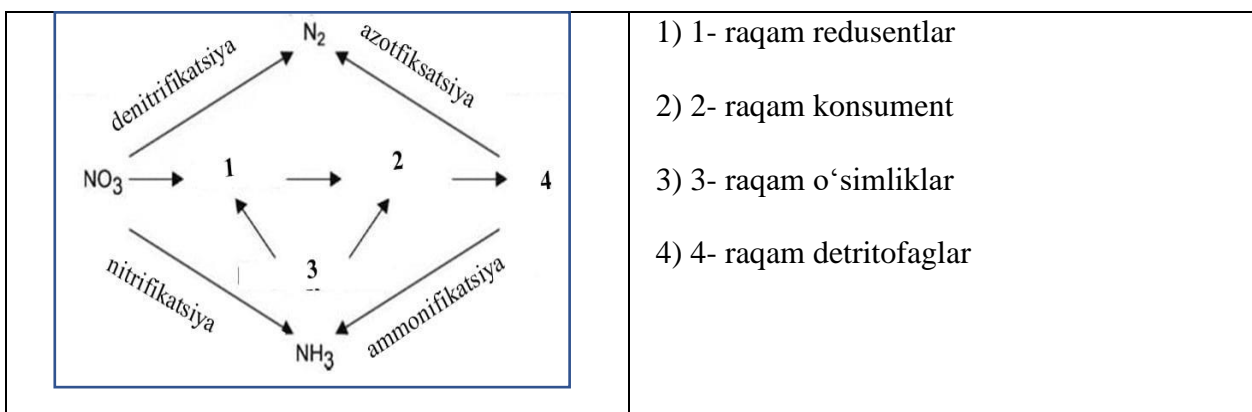 N₂
denitrifikatsiya
azotfiksatsiya
NO₃
1
2
4
3
nitrifikatsiya
ammonifikatsiya
NH₃
1) 1- raqam redusentlar
2) 2- raqam konsument
3) 3- raqam o‘simliklar
4) 4- raqam detritofaglar